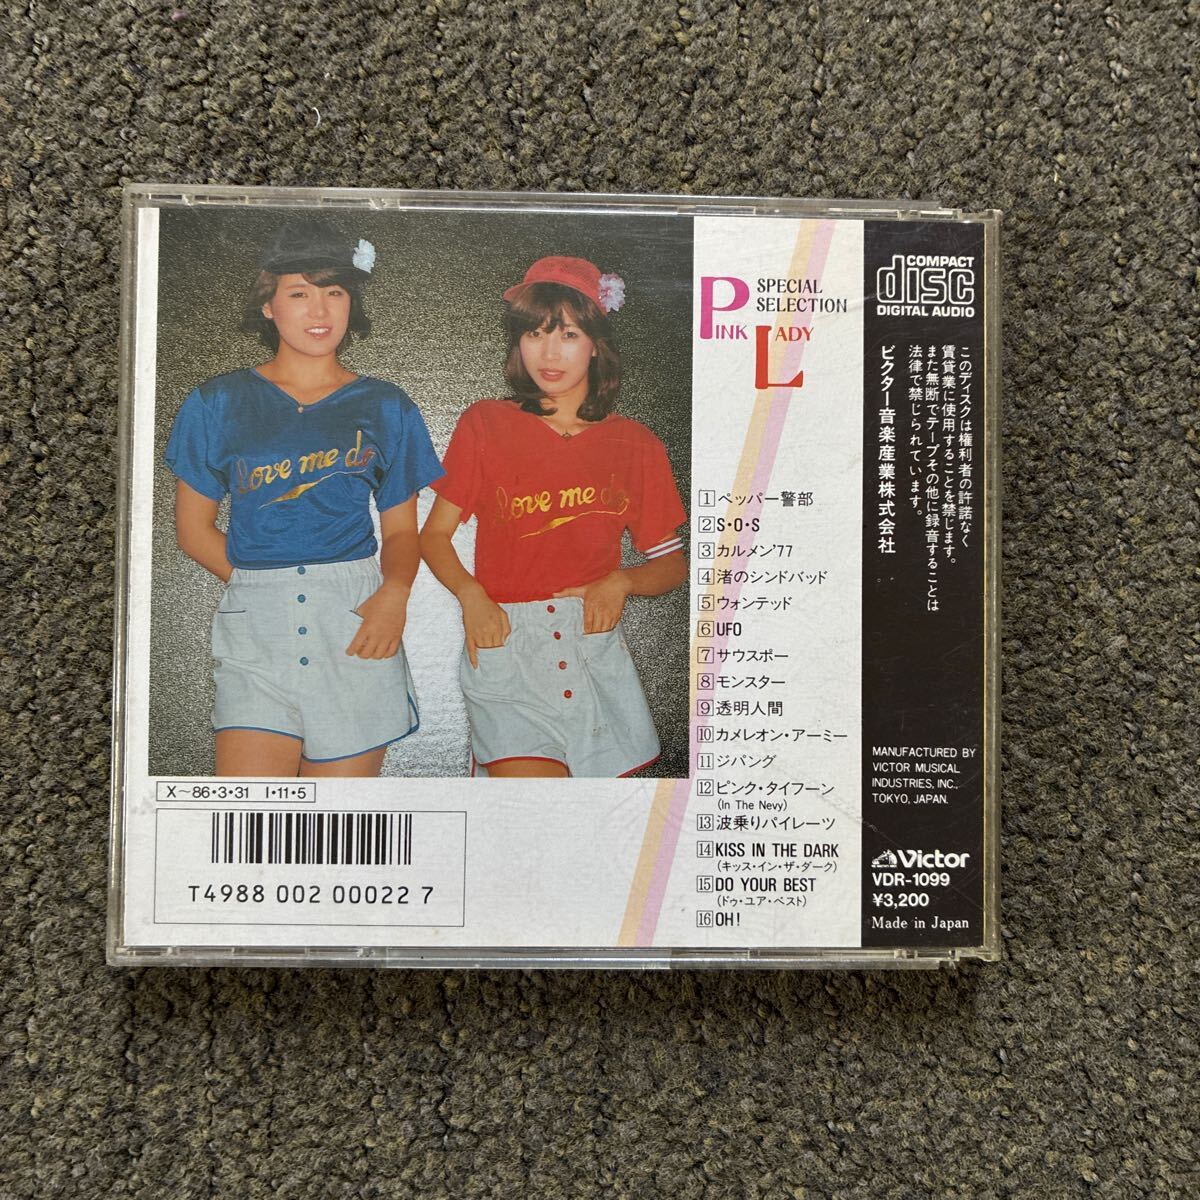 love me do
love me do
SPECIAL
SELECTION
PINK LADY
1 ペッパー警部
2 S・O・S
3 カルメン'77
4 渚のシンドバッド
5 ウォンテッド
6 UFO
7 サウスポー
8 モンスター
9 透明人間
10 カメレオン・アーミー
11 ジパング
12 ピンク・タイフーン
(In The Nevy)
13 波乗りパイレーツ
14 KISS IN THE DARK
(キッス・イン・ザ・ダーク)
15 DO YOUR BEST
(ドゥ・ユア・ベスト)
16 OH!
X～86・3・31 I・11・5
T4988 002 00022 7
COMPACT
disc
DIGITAL AUDIO
このディスクは権利者の許諾なく
賃貸業に使用することを禁じます。
また無断でテープその他に録音することは
法律で禁じられています。
ビクター音楽産業株式会社
MANUFACTURED BY
VICTOR MUSICAL
INDUSTRIES, INC.,
TOKYO, JAPAN.
Victor
VDR-1099
¥3,200
Made in Japan